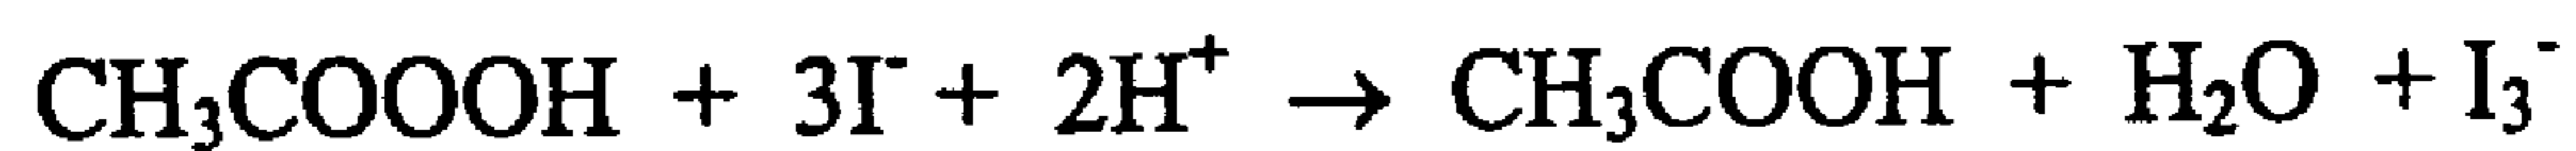 CH₃COOOH + 3I⁻ + 2H⁺ → CH₃COOH + H₂O + I₃⁻